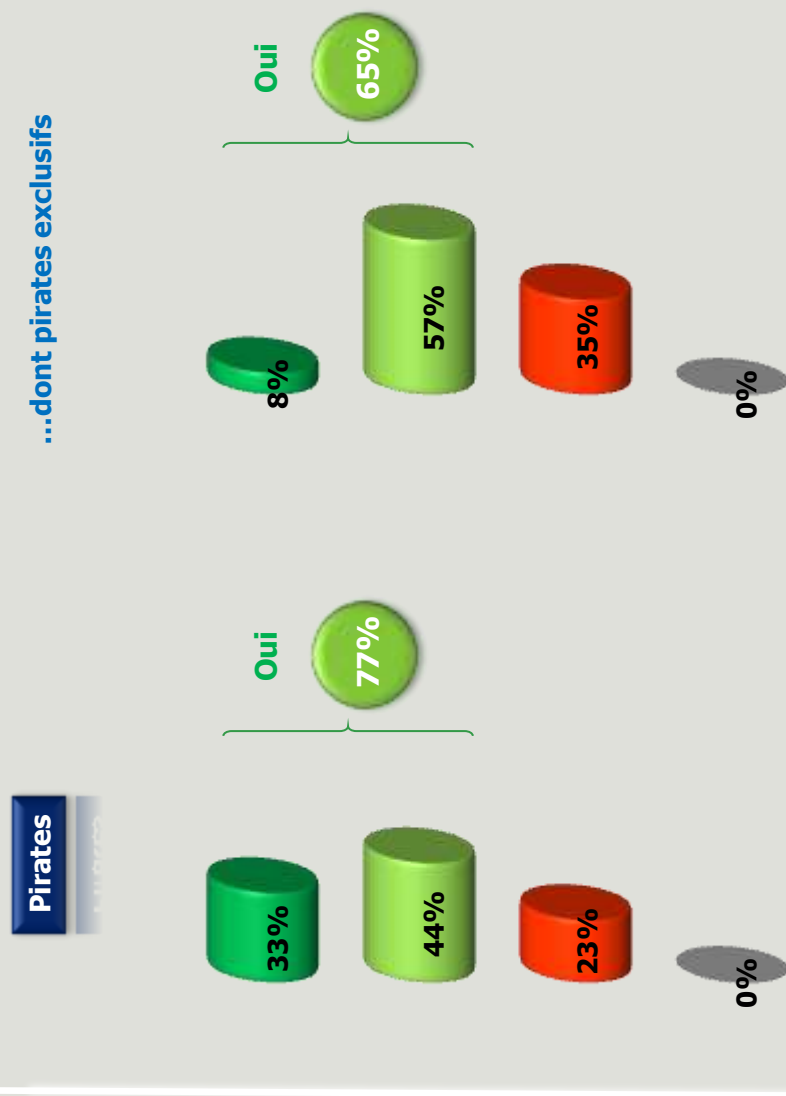 Pirates
...dont pirates exclusifs
Oui
77%
Oui
65%
33%
8%
44%
57%
23%
35%
0%
0%